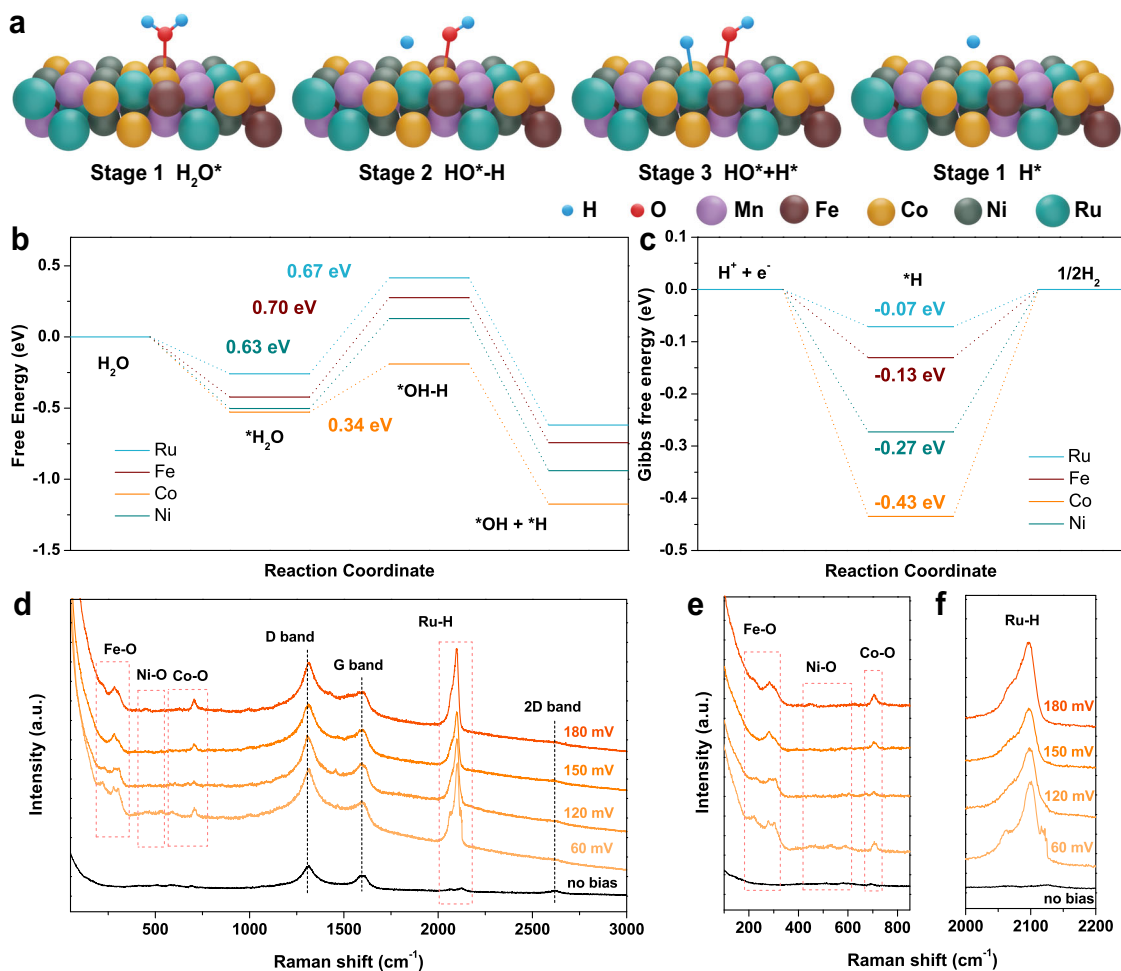 a
Stage 1 H₂O*
Stage 2 HO*-H
Stage 3 HO*+H*
Stage 1 H*
H
O
Mn
Fe
Co
Ni
Ru
b
0.5
0.0
-0.5
-1.0
-1.5
Free Energy (eV)
0.67 eV
0.70 eV
0.63 eV
0.34 eV
H₂O
*H₂O
*OH-H
*OH + *H
Ru
Fe
Co
Ni
Reaction Coordinate
c
0.1
0.0
-0.1
-0.2
-0.3
-0.4
-0.5
Gibbs free energy (eV)
H⁺ + e⁻
*H
1/2H₂
-0.07 eV
-0.13 eV
-0.27 eV
-0.43 eV
Ru
Fe
Co
Ni
Reaction Coordinate
d
Intensity (a.u.)
Fe-O
Ni-O
Co-O
D band
G band
Ru-H
2D band
180 mV
150 mV
120 mV
60 mV
no bias
500
1000
1500
2000
2500
3000
Raman shift (cm⁻¹)
e
Intensity (a.u.)
Fe-O
Ni-O
Co-O
200
400
600
800
Raman shift (cm⁻¹)
f
Ru-H
180 mV
150 mV
120 mV
60 mV
no bias
2000
2100
2200